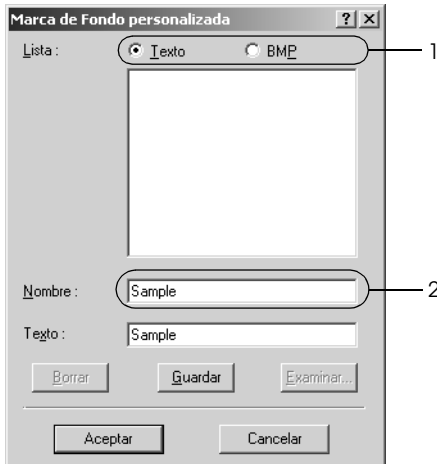 Marca de Fondo personalizada ? ×
Lista : Texto BMP 1
Nombre : Sample 2
Texto : Sample
Borrar Guardar Examinar...
Aceptar Cancelar